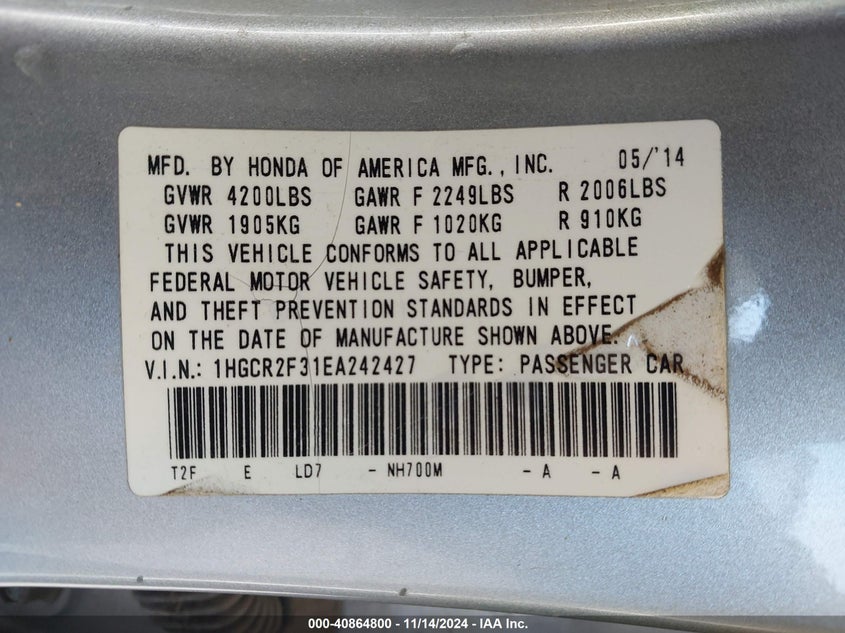 MFD. BY HONDA OF AMERICA MFG., INC. 05/'14
GVWR 4200LBS GAWR F 2249LBS R 2006LBS
GVWR 1905KG GAWR F 1020KG R 910KG
THIS VEHICLE CONFORMS TO ALL APPLICABLE
FEDERAL MOTOR VEHICLE SAFETY, BUMPER,
AND THEFT PREVENTION STANDARDS IN EFFECT
ON THE DATE OF MANUFACTURE SHOWN ABOVE.
V.I.N.: 1HGCR2F31EA242427 TYPE: PASSENGER CAR
T2F E LD7 - NH700M - A - A
000-40864800 - 11/14/2024 - IAA Inc.